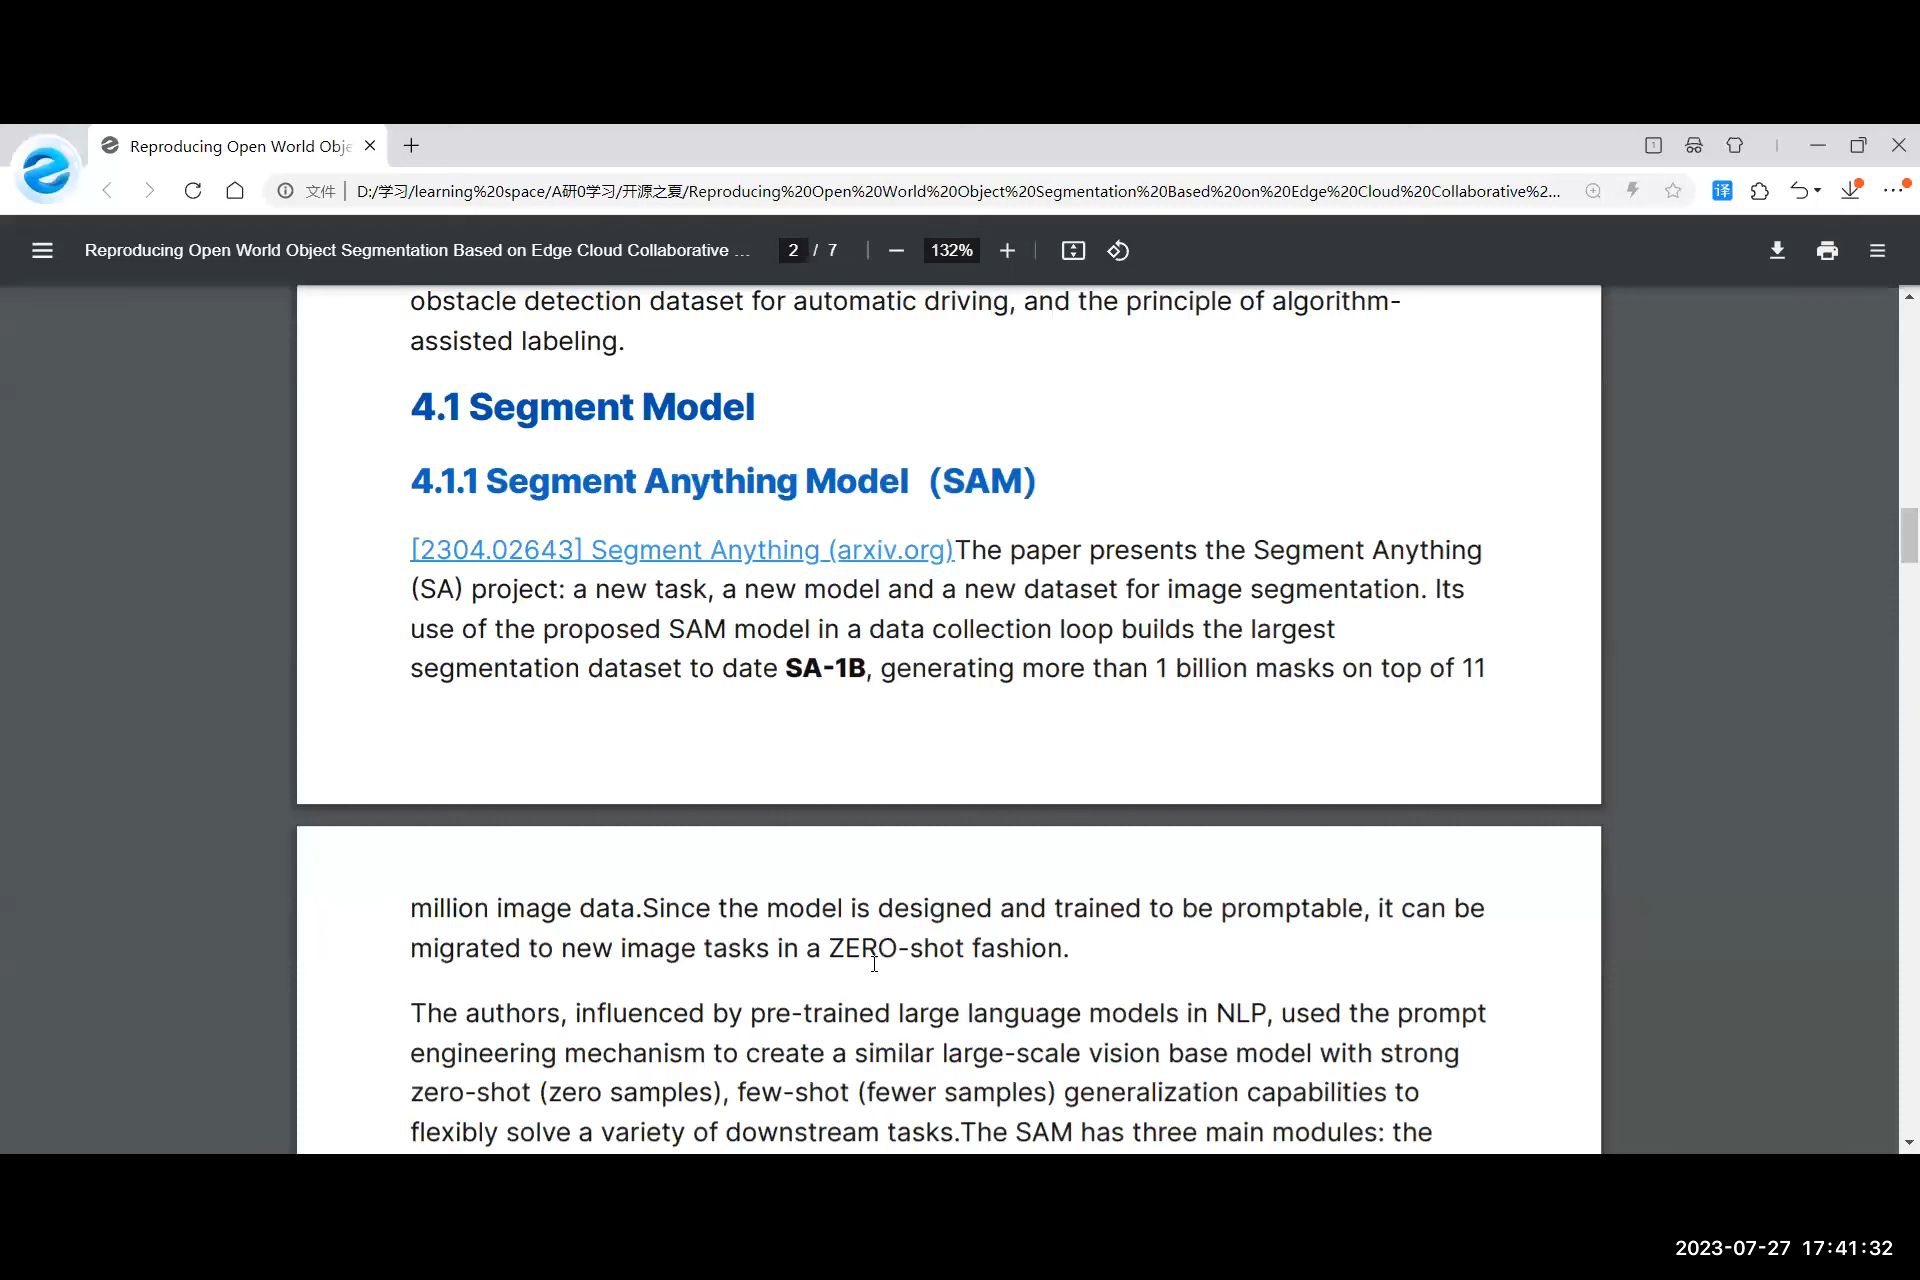 Reproducing Open World Obje
文件 D:/学习/learning%20space/A研0学习/开源之夏/Reproducing%20Open%20World%20Object%20Segmentation%20Based%20on%20Edge%20Cloud%20Collaborative%2...
译
Reproducing Open World Object Segmentation Based on Edge Cloud Collaborative ... 2 / 7 132%
obstacle detection dataset for automatic driving, and the principle of algorithm-
assisted labeling.
4.1 Segment Model
4.1.1 Segment Anything Model（SAM）
[2304.02643] Segment Anything (arxiv.org)The paper presents the Segment Anything
(SA) project: a new task, a new model and a new dataset for image segmentation. Its
use of the proposed SAM model in a data collection loop builds the largest
segmentation dataset to date SA-1B, generating more than 1 billion masks on top of 11
million image data.Since the model is designed and trained to be promptable, it can be
migrated to new image tasks in a ZERO-shot fashion.
The authors, influenced by pre-trained large language models in NLP, used the prompt
engineering mechanism to create a similar large-scale vision base model with strong
zero-shot (zero samples), few-shot (fewer samples) generalization capabilities to
flexibly solve a variety of downstream tasks.The SAM has three main modules: the
2023-07-27 17:41:32